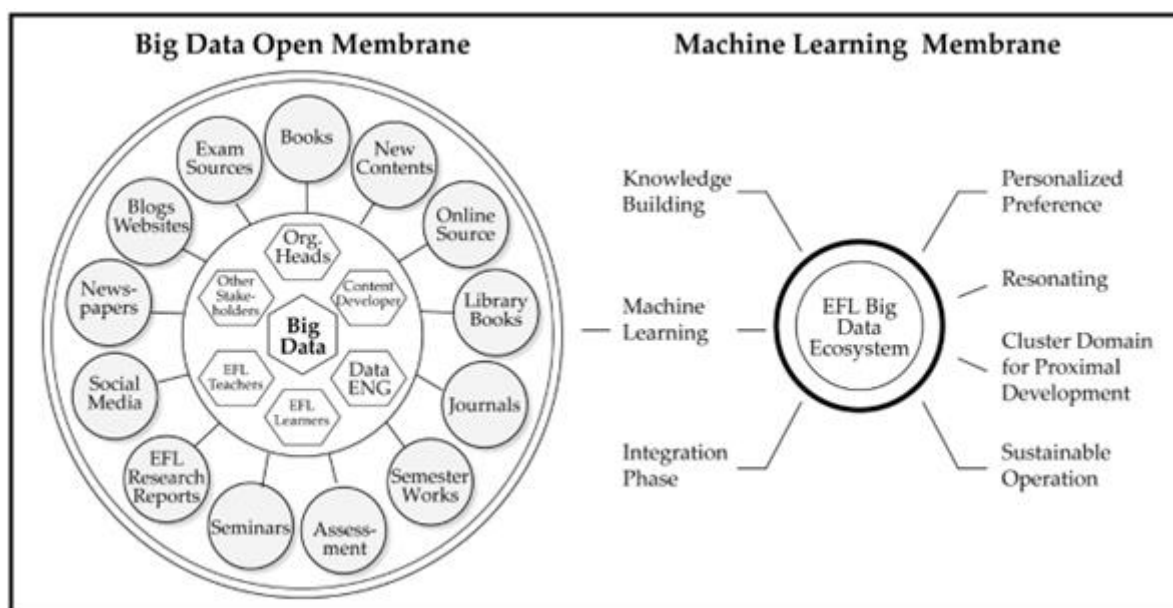 Big Data Open Membrane
Machine Learning Membrane
Books
New
Contents
Online
Source
Library
Books
Journals
Semester
Works
Assess-
ment
Seminars
EFL
Research
Reports
Social
Media
News-
papers
Blogs
Websites
Exam
Sources
Org.
Heads
Content
Developer
Data
ENG
EFL
Learners
EFL
Teachers
Other
Stake-
holders
Big
Data
Knowledge
Building
Machine
Learning
Integration
Phase
EFL Big
Data
Ecosystem
Personalized
Preference
Resonating
Cluster Domain
for Proximal
Development
Sustainable
Operation